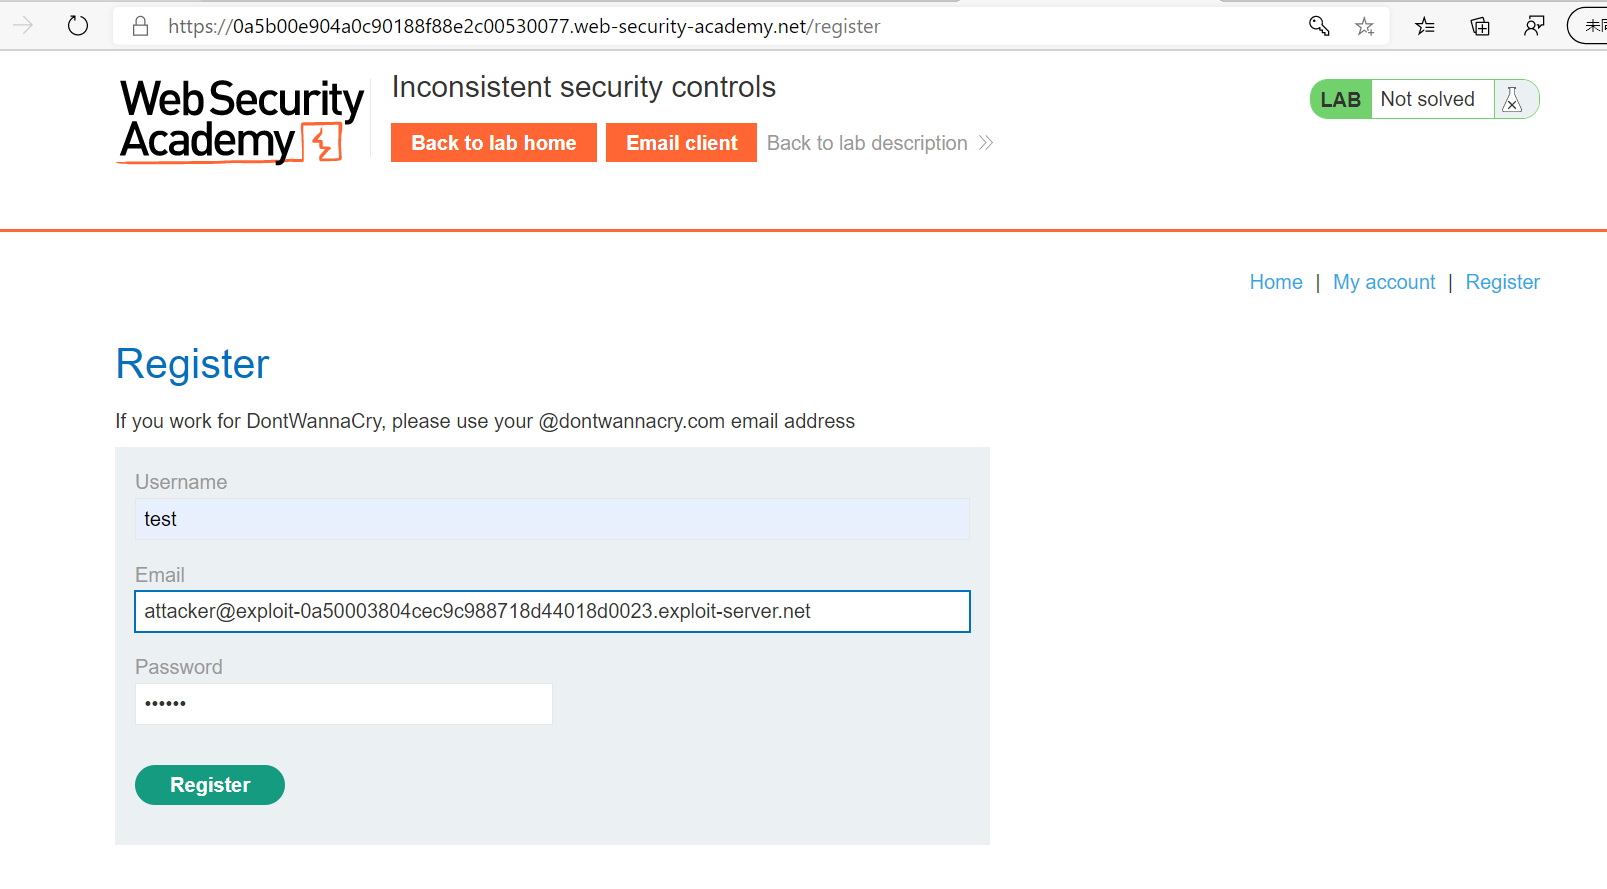 https://0a5b00e904a0c90188f88e2c00530077.web-security-academy.net/register
未同
Web Security
Academy
Inconsistent security controls
Back to lab home
Email client
Back to lab description
LAB
Not solved
Home | My account | Register
Register
If you work for DontWannaCry, please use your @dontwannacry.com email address
Username
test
Email
attacker@exploit-0a50003804cec9c988718d44018d0023.exploit-server.net
Password
••••••
Register